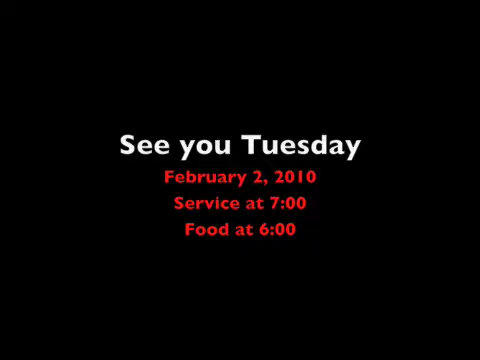 See you Tuesday
February 2, 2010
Service at 7:00
Food at 6:00